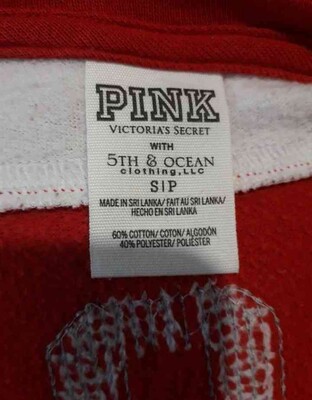 PINK
VICTORIA'S SECRET
WITH
5TH & OCEAN
clothing, LLC
S|P
MADE IN SRI LANKA/ FAIT AU SRI LANKA/
HECHO EN SRI LANKA
60% COTTON/ COTON/ ALGODÓN
40% POLYESTER/ POLIÉSTER